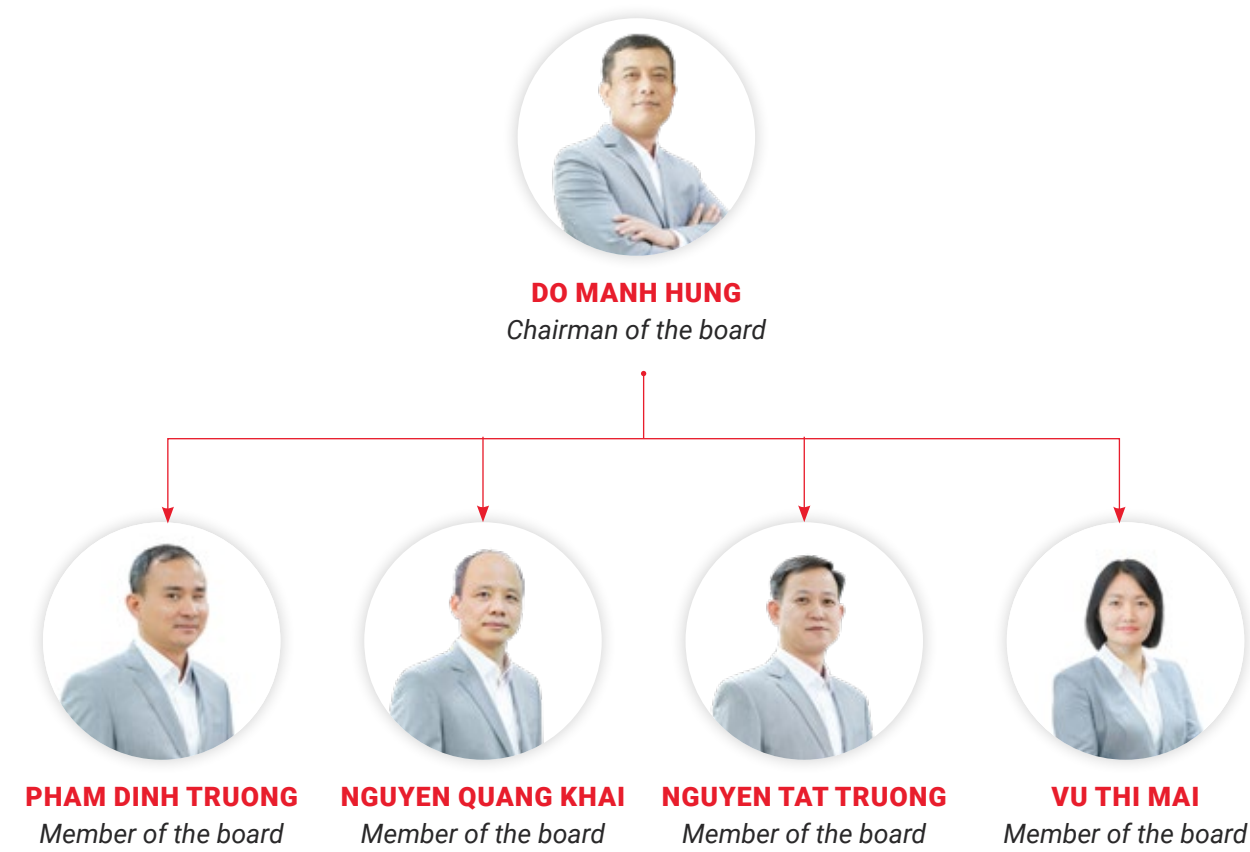 DO MANH HUNG
Chairman of the board
PHAM DINH TRUONG
Member of the board
NGUYEN QUANG KHAI
Member of the board
NGUYEN TAT TRUONG
Member of the board
VU THI MAI
Member of the board